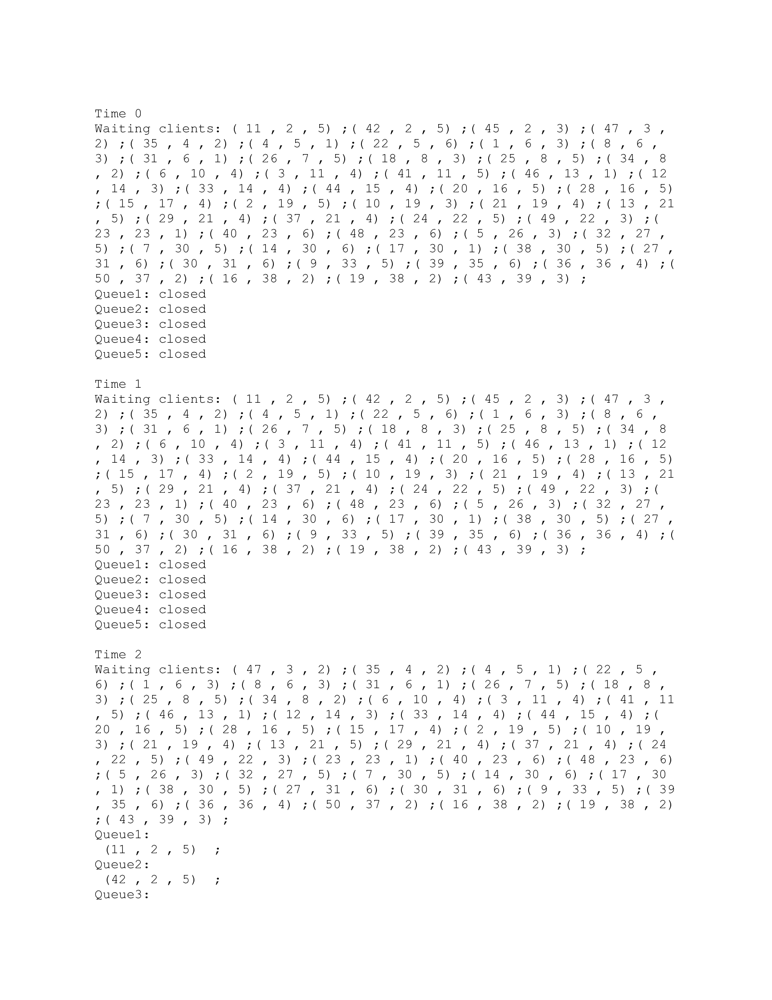 Time 0
Waiting clients: ( 11 , 2 , 5) ;( 42 , 2 , 5) ;( 45 , 2 , 3) ;( 47 , 3 ,
2) ;( 35 , 4 , 2) ;( 4 , 5 , 1) ;( 22 , 5 , 6) ;( 1 , 6 , 3) ;( 8 , 6 ,
3) ;( 31 , 6 , 1) ;( 26 , 7 , 5) ;( 18 , 8 , 3) ;( 25 , 8 , 5) ;( 34 , 8
, 2) ;( 6 , 10 , 4) ;( 3 , 11 , 4) ;( 41 , 11 , 5) ;( 46 , 13 , 1) ;( 12
, 14 , 3) ;( 33 , 14 , 4) ;( 44 , 15 , 4) ;( 20 , 16 , 5) ;( 28 , 16 , 5)
;( 15 , 17 , 4) ;( 2 , 19 , 5) ;( 10 , 19 , 3) ;( 21 , 19 , 4) ;( 13 , 21
, 5) ;( 29 , 21 , 4) ;( 37 , 21 , 4) ;( 24 , 22 , 5) ;( 49 , 22 , 3) ;(
23 , 23 , 1) ;( 40 , 23 , 6) ;( 48 , 23 , 6) ;( 5 , 26 , 3) ;( 32 , 27 ,
5) ;( 7 , 30 , 5) ;( 14 , 30 , 6) ;( 17 , 30 , 1) ;( 38 , 30 , 5) ;( 27 ,
31 , 6) ;( 30 , 31 , 6) ;( 9 , 33 , 5) ;( 39 , 35 , 6) ;( 36 , 36 , 4) ;(
50 , 37 , 2) ;( 16 , 38 , 2) ;( 19 , 38 , 2) ;( 43 , 39 , 3) ;
Queue1: closed
Queue2: closed
Queue3: closed
Queue4: closed
Queue5: closed
Time 1
Waiting clients: ( 11 , 2 , 5) ;( 42 , 2 , 5) ;( 45 , 2 , 3) ;( 47 , 3 ,
2) ;( 35 , 4 , 2) ;( 4 , 5 , 1) ;( 22 , 5 , 6) ;( 1 , 6 , 3) ;( 8 , 6 ,
3) ;( 31 , 6 , 1) ;( 26 , 7 , 5) ;( 18 , 8 , 3) ;( 25 , 8 , 5) ;( 34 , 8
, 2) ;( 6 , 10 , 4) ;( 3 , 11 , 4) ;( 41 , 11 , 5) ;( 46 , 13 , 1) ;( 12
, 14 , 3) ;( 33 , 14 , 4) ;( 44 , 15 , 4) ;( 20 , 16 , 5) ;( 28 , 16 , 5)
;( 15 , 17 , 4) ;( 2 , 19 , 5) ;( 10 , 19 , 3) ;( 21 , 19 , 4) ;( 13 , 21
, 5) ;( 29 , 21 , 4) ;( 37 , 21 , 4) ;( 24 , 22 , 5) ;( 49 , 22 , 3) ;(
23 , 23 , 1) ;( 40 , 23 , 6) ;( 48 , 23 , 6) ;( 5 , 26 , 3) ;( 32 , 27 ,
5) ;( 7 , 30 , 5) ;( 14 , 30 , 6) ;( 17 , 30 , 1) ;( 38 , 30 , 5) ;( 27 ,
31 , 6) ;( 30 , 31 , 6) ;( 9 , 33 , 5) ;( 39 , 35 , 6) ;( 36 , 36 , 4) ;(
50 , 37 , 2) ;( 16 , 38 , 2) ;( 19 , 38 , 2) ;( 43 , 39 , 3) ;
Queue1: closed
Queue2: closed
Queue3: closed
Queue4: closed
Queue5: closed
Time 2
Waiting clients: ( 47 , 3 , 2) ;( 35 , 4 , 2) ;( 4 , 5 , 1) ;( 22 , 5 ,
6) ;( 1 , 6 , 3) ;( 8 , 6 , 3) ;( 31 , 6 , 1) ;( 26 , 7 , 5) ;( 18 , 8 ,
3) ;( 25 , 8 , 5) ;( 34 , 8 , 2) ;( 6 , 10 , 4) ;( 3 , 11 , 4) ;( 41 , 11
, 5) ;( 46 , 13 , 1) ;( 12 , 14 , 3) ;( 33 , 14 , 4) ;( 44 , 15 , 4) ;(
20 , 16 , 5) ;( 28 , 16 , 5) ;( 15 , 17 , 4) ;( 2 , 19 , 5) ;( 10 , 19 ,
3) ;( 21 , 19 , 4) ;( 13 , 21 , 5) ;( 29 , 21 , 4) ;( 37 , 21 , 4) ;( 24
, 22 , 5) ;( 49 , 22 , 3) ;( 23 , 23 , 1) ;( 40 , 23 , 6) ;( 48 , 23 , 6)
;( 5 , 26 , 3) ;( 32 , 27 , 5) ;( 7 , 30 , 5) ;( 14 , 30 , 6) ;( 17 , 30
, 1) ;( 38 , 30 , 5) ;( 27 , 31 , 6) ;( 30 , 31 , 6) ;( 9 , 33 , 5) ;( 39
, 35 , 6) ;( 36 , 36 , 4) ;( 50 , 37 , 2) ;( 16 , 38 , 2) ;( 19 , 38 , 2)
;( 43 , 39 , 3) ;
Queue1:
(11 , 2 , 5)  ;
Queue2:
(42 , 2 , 5)  ;
Queue3: